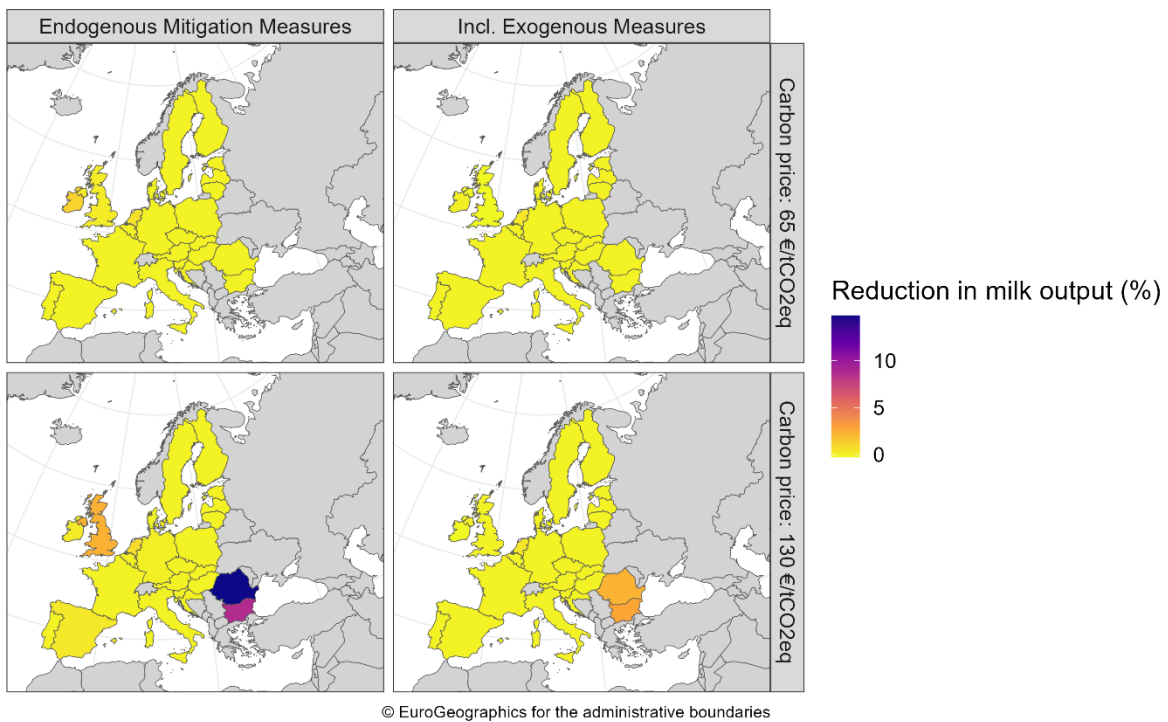 Endogenous Mitigation Measures
Incl. Exogenous Measures
Carbon price: 65 €/tCO2eq
Carbon price: 130 €/tCO2eq
Reduction in milk output (%)
10
5
0
© EuroGeographics for the administrative boundaries